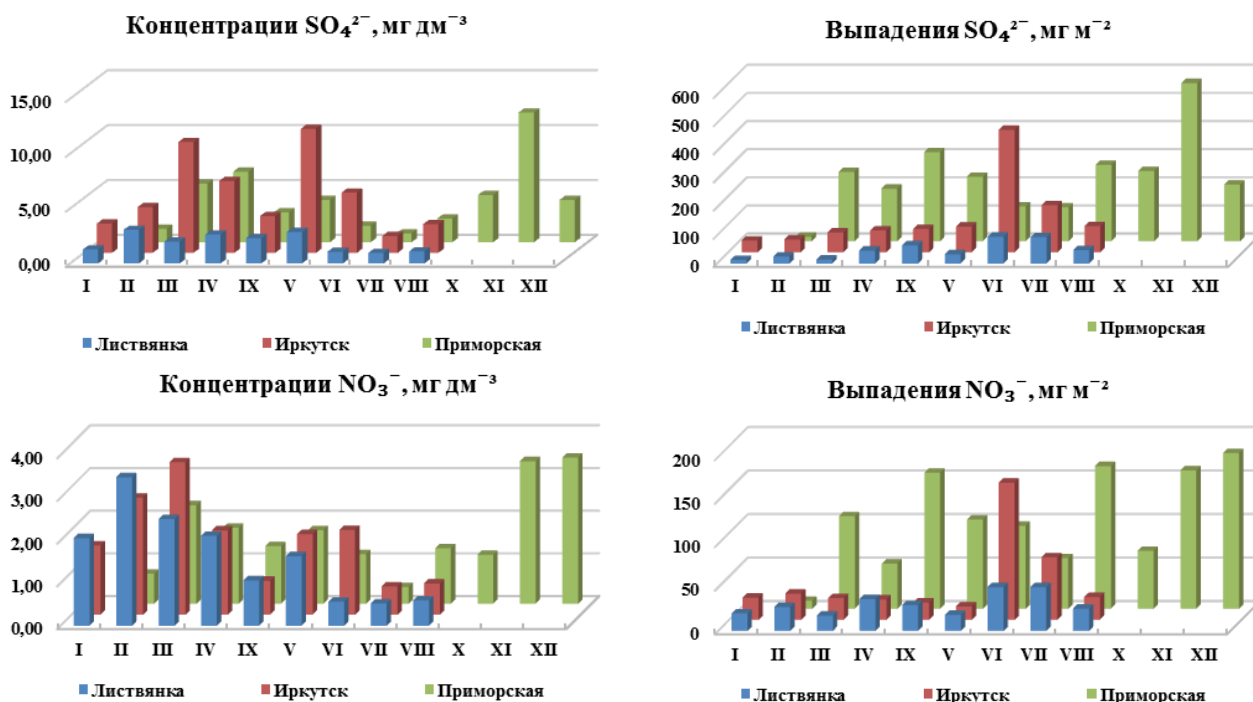 Концентрации SO₄²⁻, мг дм⁻³
15,00
10,00
5,00
0,00
I II III IV IX V VI VII VIII X XI XII
Листвянка Иркутск Приморская
Выпадения SO₄²⁻, мг м⁻²
600
500
400
300
200
100
0
I II III IV IX V VI VII VIII X XI XII
Листвянка Иркутск Приморская
Концентрации NO₃⁻, мг дм⁻³
4,00
3,00
2,00
1,00
0,00
I II III IV IX V VI VII VIII X XI XII
Листвянка Иркутск Приморская
Выпадения NO₃⁻, мг м⁻²
200
150
100
50
0
I II III IV IX V VI VII VIII X XI XII
Листвянка Иркутск Приморская